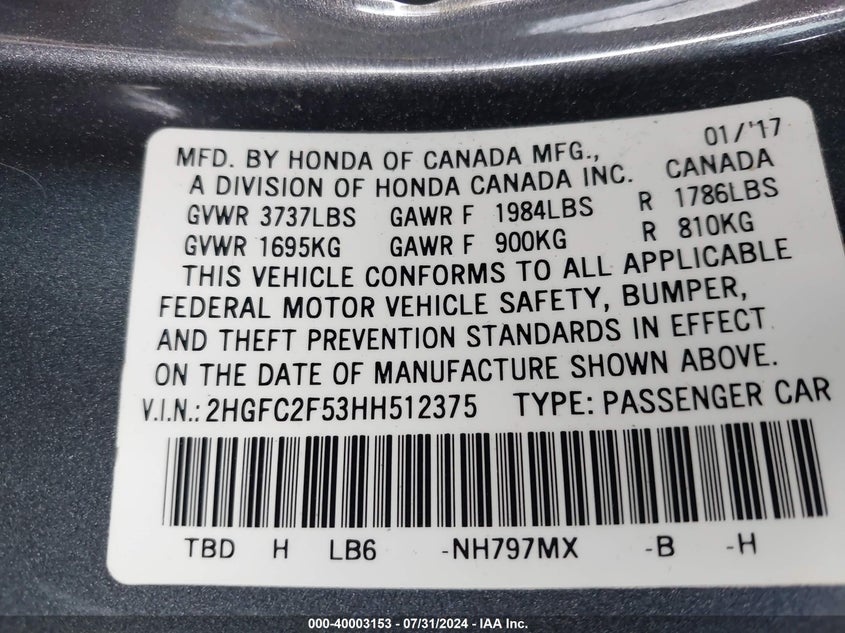 01/'17
MFD. BY HONDA OF CANADA MFG.,
A DIVISION OF HONDA CANADA INC. CANADA
GVWR 3737LBS GAWR F 1984LBS R 1786LBS
GVWR 1695KG GAWR F 900KG R 810KG
THIS VEHICLE CONFORMS TO ALL APPLICABLE
FEDERAL MOTOR VEHICLE SAFETY, BUMPER,
AND THEFT PREVENTION STANDARDS IN EFFECT
ON THE DATE OF MANUFACTURE SHOWN ABOVE.
V.I.N.: 2HGFC2F53HH512375 TYPE: PASSENGER CAR
TBD H LB6 -NH797MX -B -H
000-40003153 - 07/31/2024 - IAA Inc.